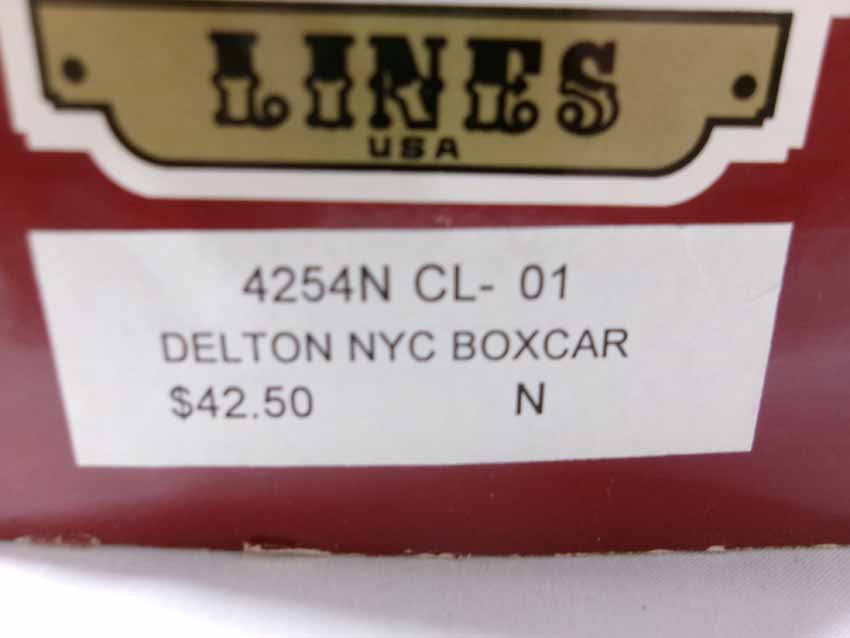 LINES
USA
4254N CL- 01
DELTON NYC BOXCAR
$42.50 N